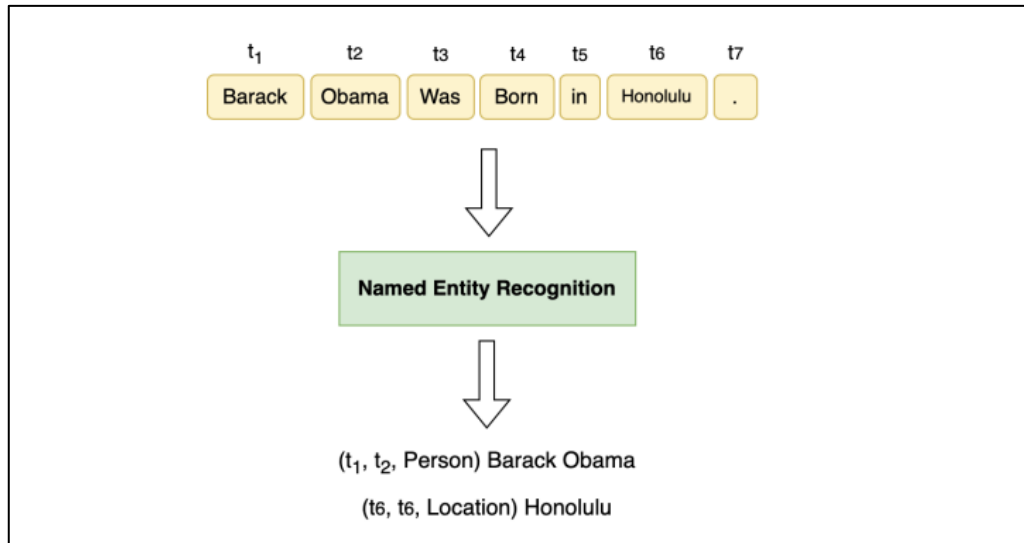 t1 t2 t3 t4 t5 t6 t7
Barack Obama Was Born in Honolulu .
Named Entity Recognition
(t1, t2, Person) Barack Obama
(t6, t6, Location) Honolulu